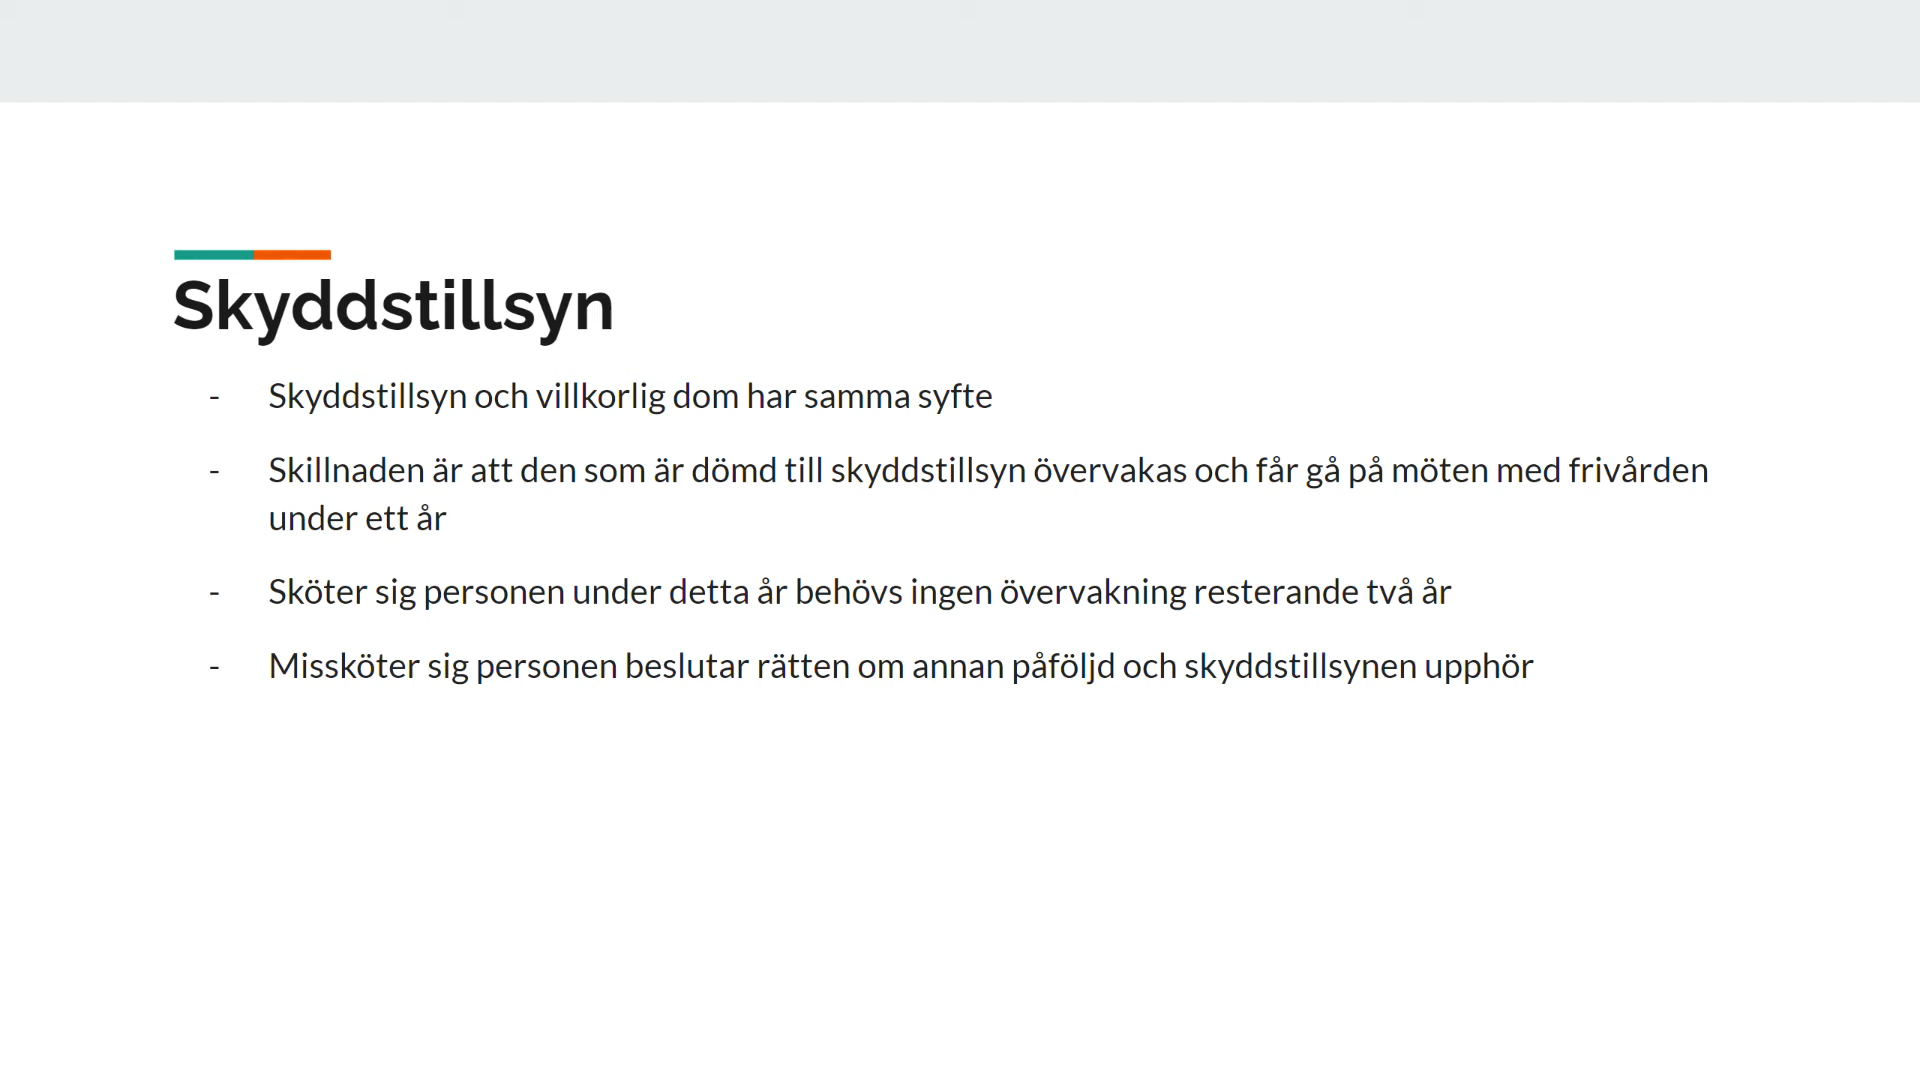 Skyddstillsyn
- Skyddstillsyn och villkorlig dom har samma syfte
- Skillnaden är att den som är dömd till skyddstillsyn övervakas och får gå på möten med frivården
under ett år
- Sköter sig personen under detta år behövs ingen övervakning resterande två år
- Missköter sig personen beslutar rätten om annan påföljd och skyddstillsynen upphör